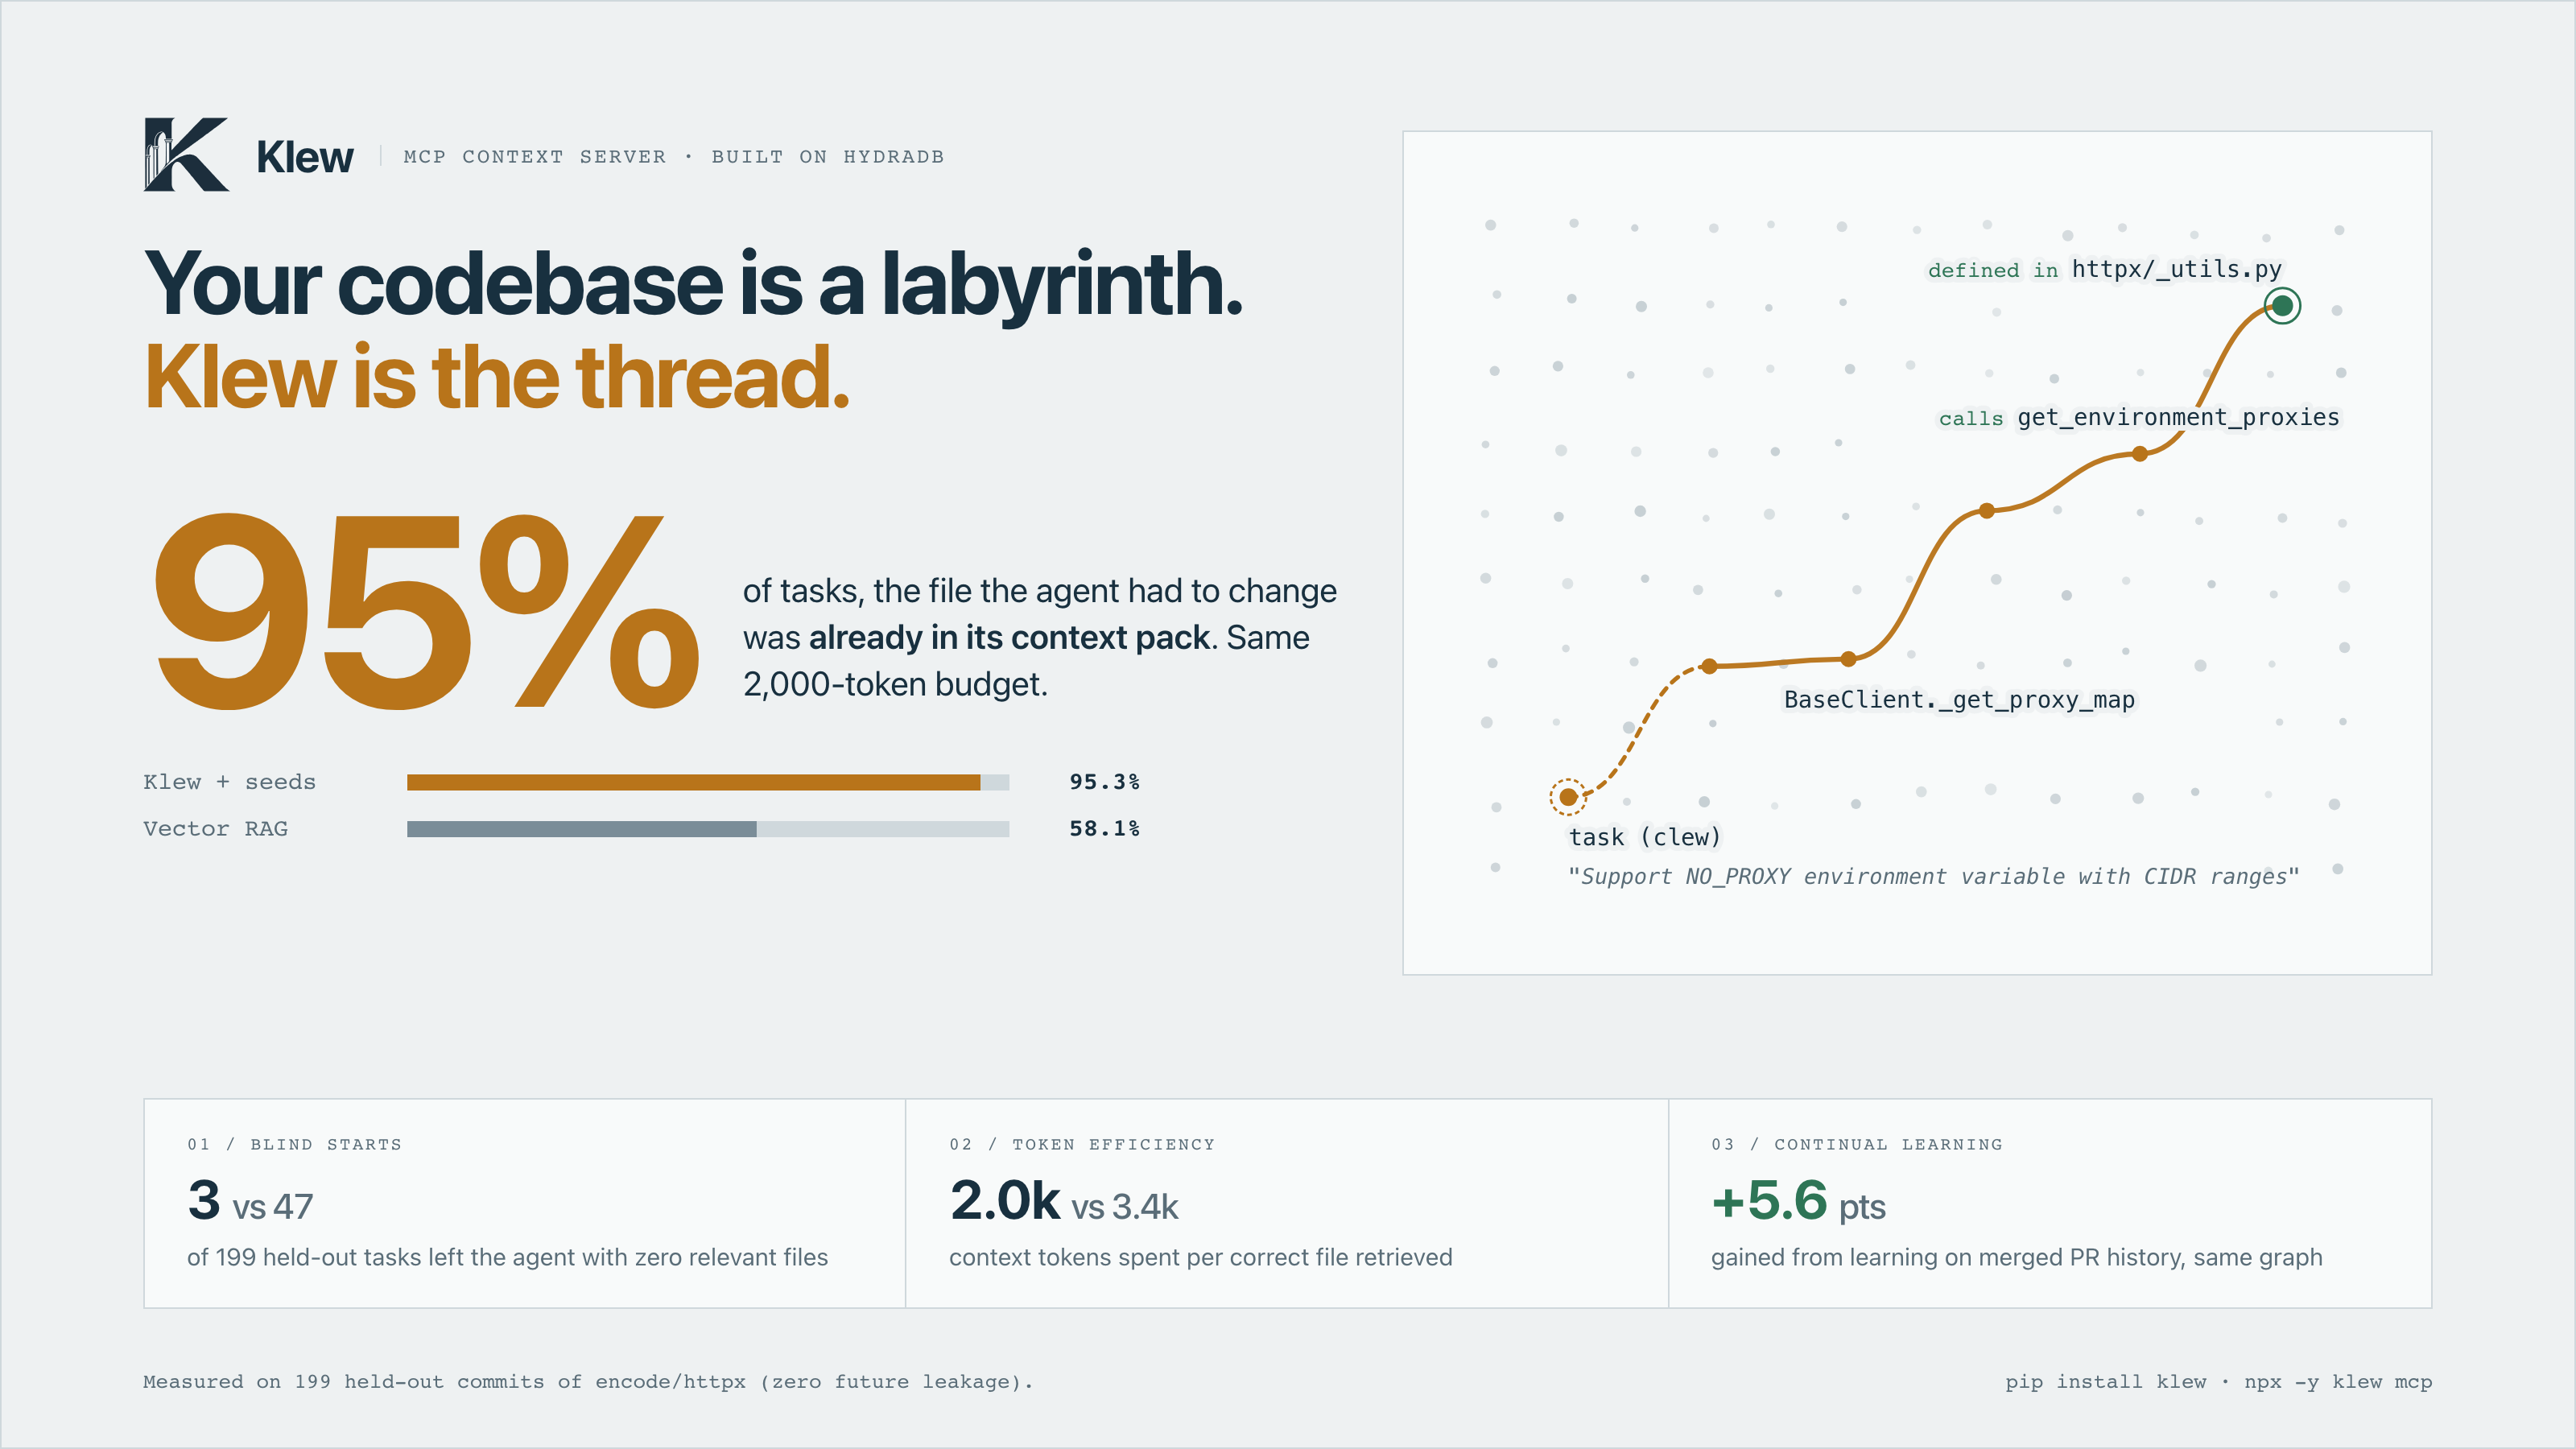 K
Klew
MCP CONTEXT SERVER · BUILT ON HYDRADB
Your codebase is a labyrinth.
Klew is the thread.
95%
of tasks, the file the agent had to change
was already in its context pack. Same
2,000-token budget.
Klew + seeds 95.3%
Vector RAG 58.1%
defined in httpx/_utils.py
calls get_environment_proxies
BaseClient._get_proxy_map
task (clew)
"Support NO_PROXY environment variable with CIDR ranges"
01 / BLIND STARTS
3 vs 47
of 199 held-out tasks left the agent with zero relevant files
02 / TOKEN EFFICIENCY
2.0k vs 3.4k
context tokens spent per correct file retrieved
03 / CONTINUAL LEARNING
+5.6 pts
gained from learning on merged PR history, same graph
Measured on 199 held-out commits of encode/httpx (zero future leakage).
pip install klew · npx -y klew mcp